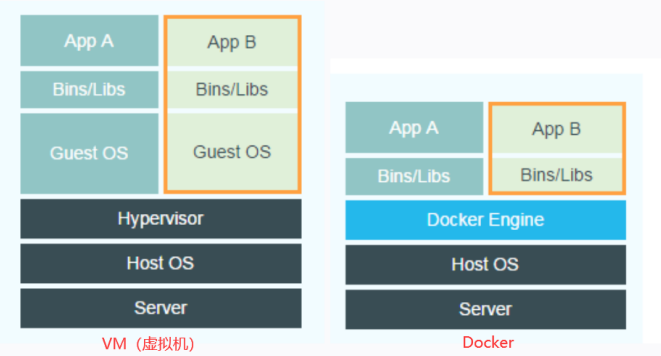 App A
App B
Bins/Libs
Bins/Libs
Guest OS
Guest OS
Hypervisor
Host OS
Server
VM（虚拟机）
App A
App B
Bins/Libs
Bins/Libs
Docker Engine
Host OS
Server
Docker